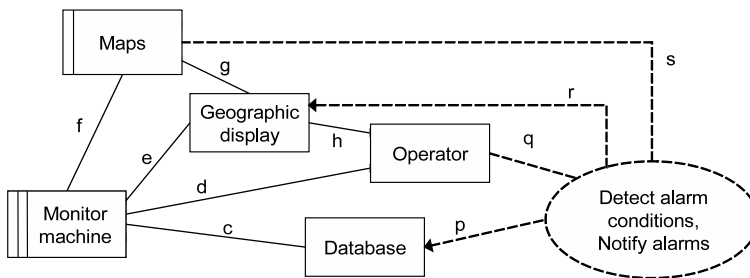 Maps
s
g
r
Geographic
display
f
h
q
e
Operator
d
Detect alarm
conditions,
Notify alarms
Monitor
machine
c
p
Database